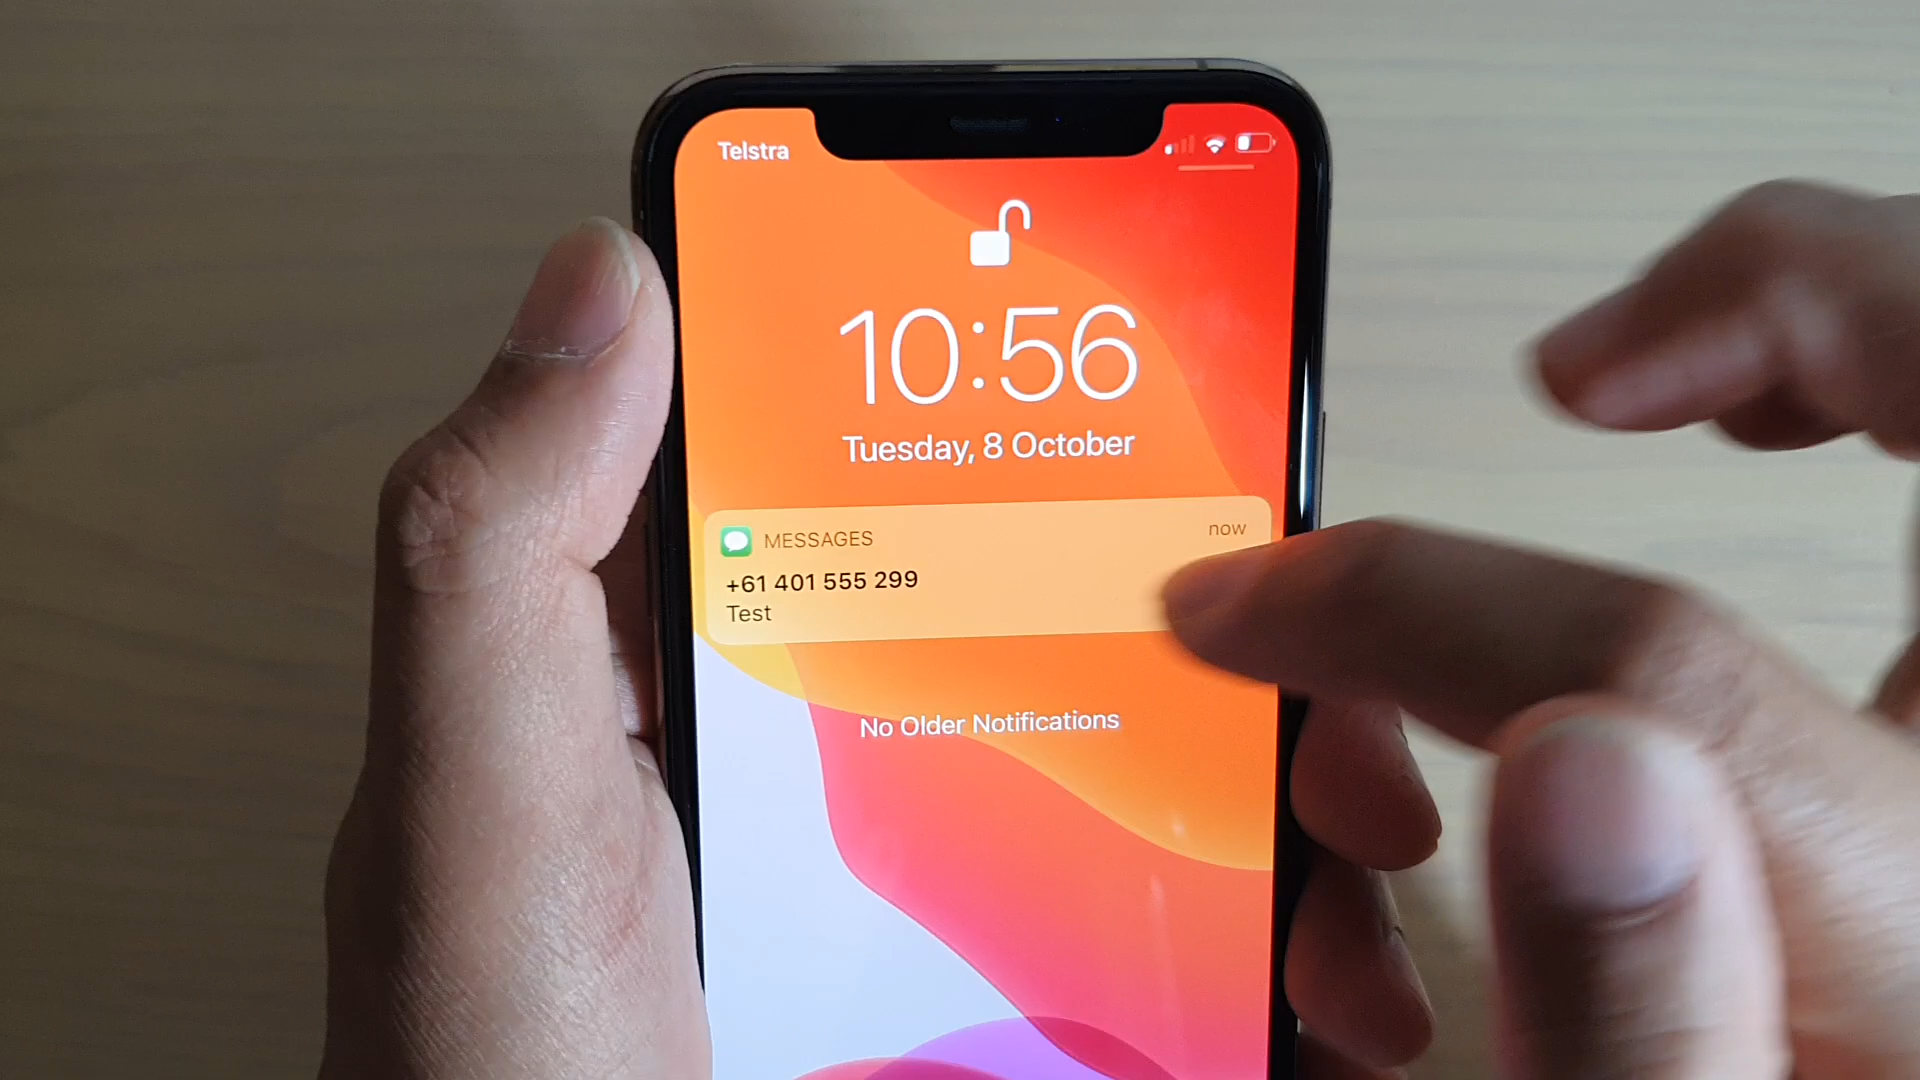 Telstra
10:56
Tuesday, 8 October
MESSAGES
now
+61 401 555 299
Test
No Older Notifications